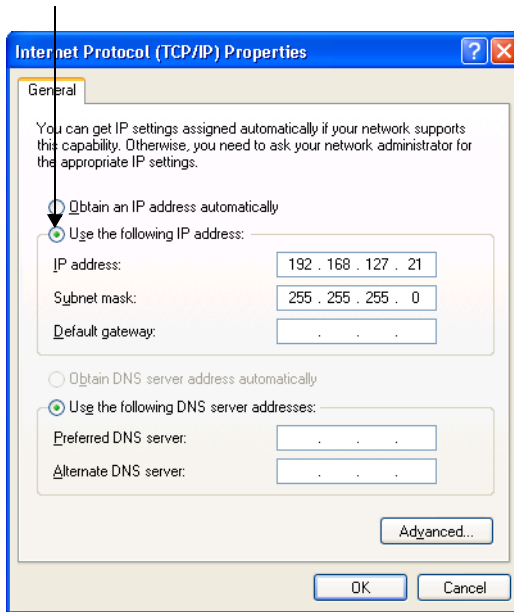 Internet Protocol (TCP/IP) Properties
General
You can get IP settings assigned automatically if your network supports
this capability. Otherwise, you need to ask your network administrator for
the appropriate IP settings.
Obtain an IP address automatically
Use the following IP address:
IP address: 192 . 168 . 127 . 21
Subnet mask: 255 . 255 . 255 . 0
Default gateway: . . .
Obtain DNS server address automatically
Use the following DNS server addresses:
Preferred DNS server: . . .
Alternate DNS server: . . .
Advanced...
OK Cancel